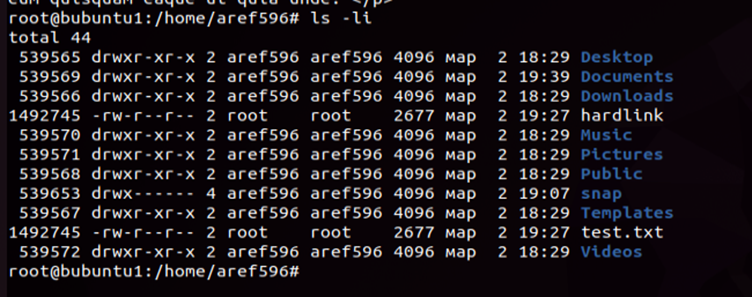 cum quisquam eaque at quia unde. </p>
root@bubuntu1:/home/aref596# ls -li
total 44
 539565 drwxr-xr-x 2 aref596 aref596 4096 мар  2 18:29 Desktop
 539569 drwxr-xr-x 2 aref596 aref596 4096 мар  2 19:39 Documents
 539566 drwxr-xr-x 2 aref596 aref596 4096 мар  2 18:29 Downloads
1492745 -rw-r--r-- 2 root    root    2677 мар  2 19:27 hardlink
 539570 drwxr-xr-x 2 aref596 aref596 4096 мар  2 18:29 Music
 539571 drwxr-xr-x 2 aref596 aref596 4096 мар  2 18:29 Pictures
 539568 drwxr-xr-x 2 aref596 aref596 4096 мар  2 18:29 Public
 539653 drwx------ 4 aref596 aref596 4096 мар  2 19:07 snap
 539567 drwxr-xr-x 2 aref596 aref596 4096 мар  2 18:29 Templates
1492745 -rw-r--r-- 2 root    root    2677 мар  2 19:27 test.txt
 539572 drwxr-xr-x 2 aref596 aref596 4096 мар  2 18:29 Videos
root@bubuntu1:/home/aref596#